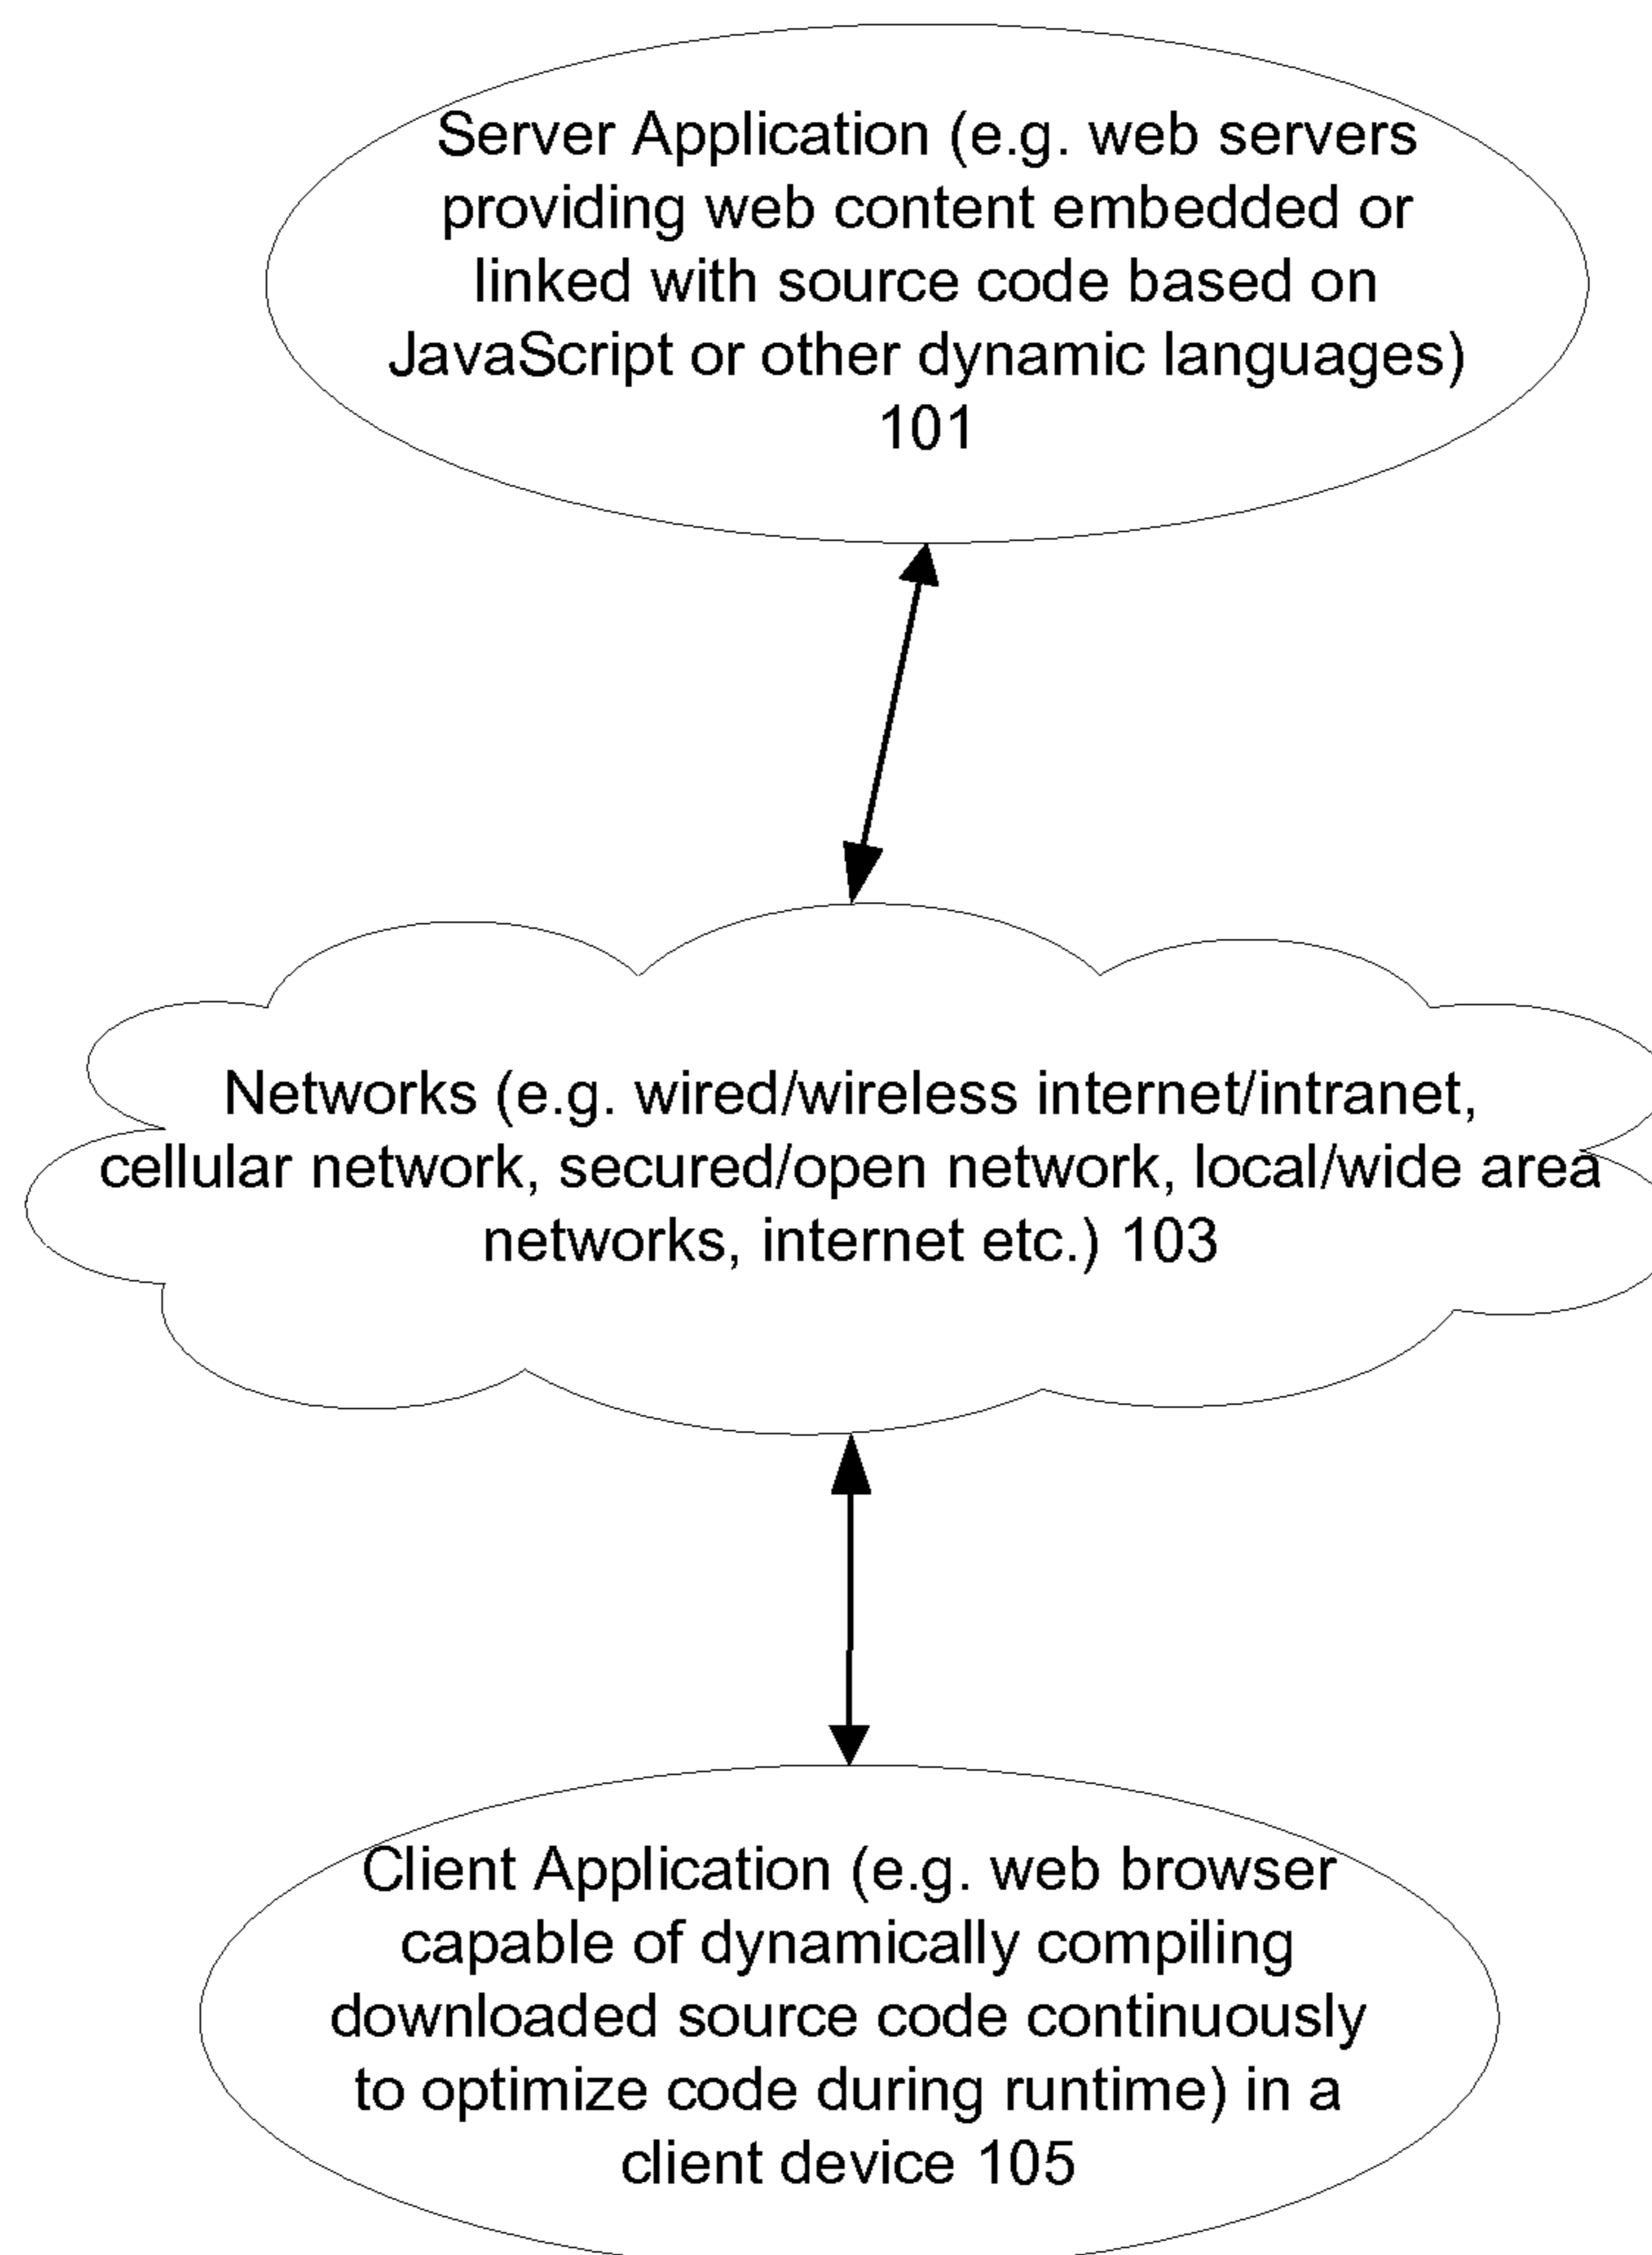 Server Application (e.g. web servers
providing web content embedded or
linked with source code based on
JavaScript or other dynamic languages)
101
Networks (e.g. wired/wireless internet/intranet,
cellular network, secured/open network, local/wide area
networks, internet etc.) 103
Client Application (e.g. web browser
capable of dynamically compiling
downloaded source code continuously
to optimize code during runtime) in a
client device 105